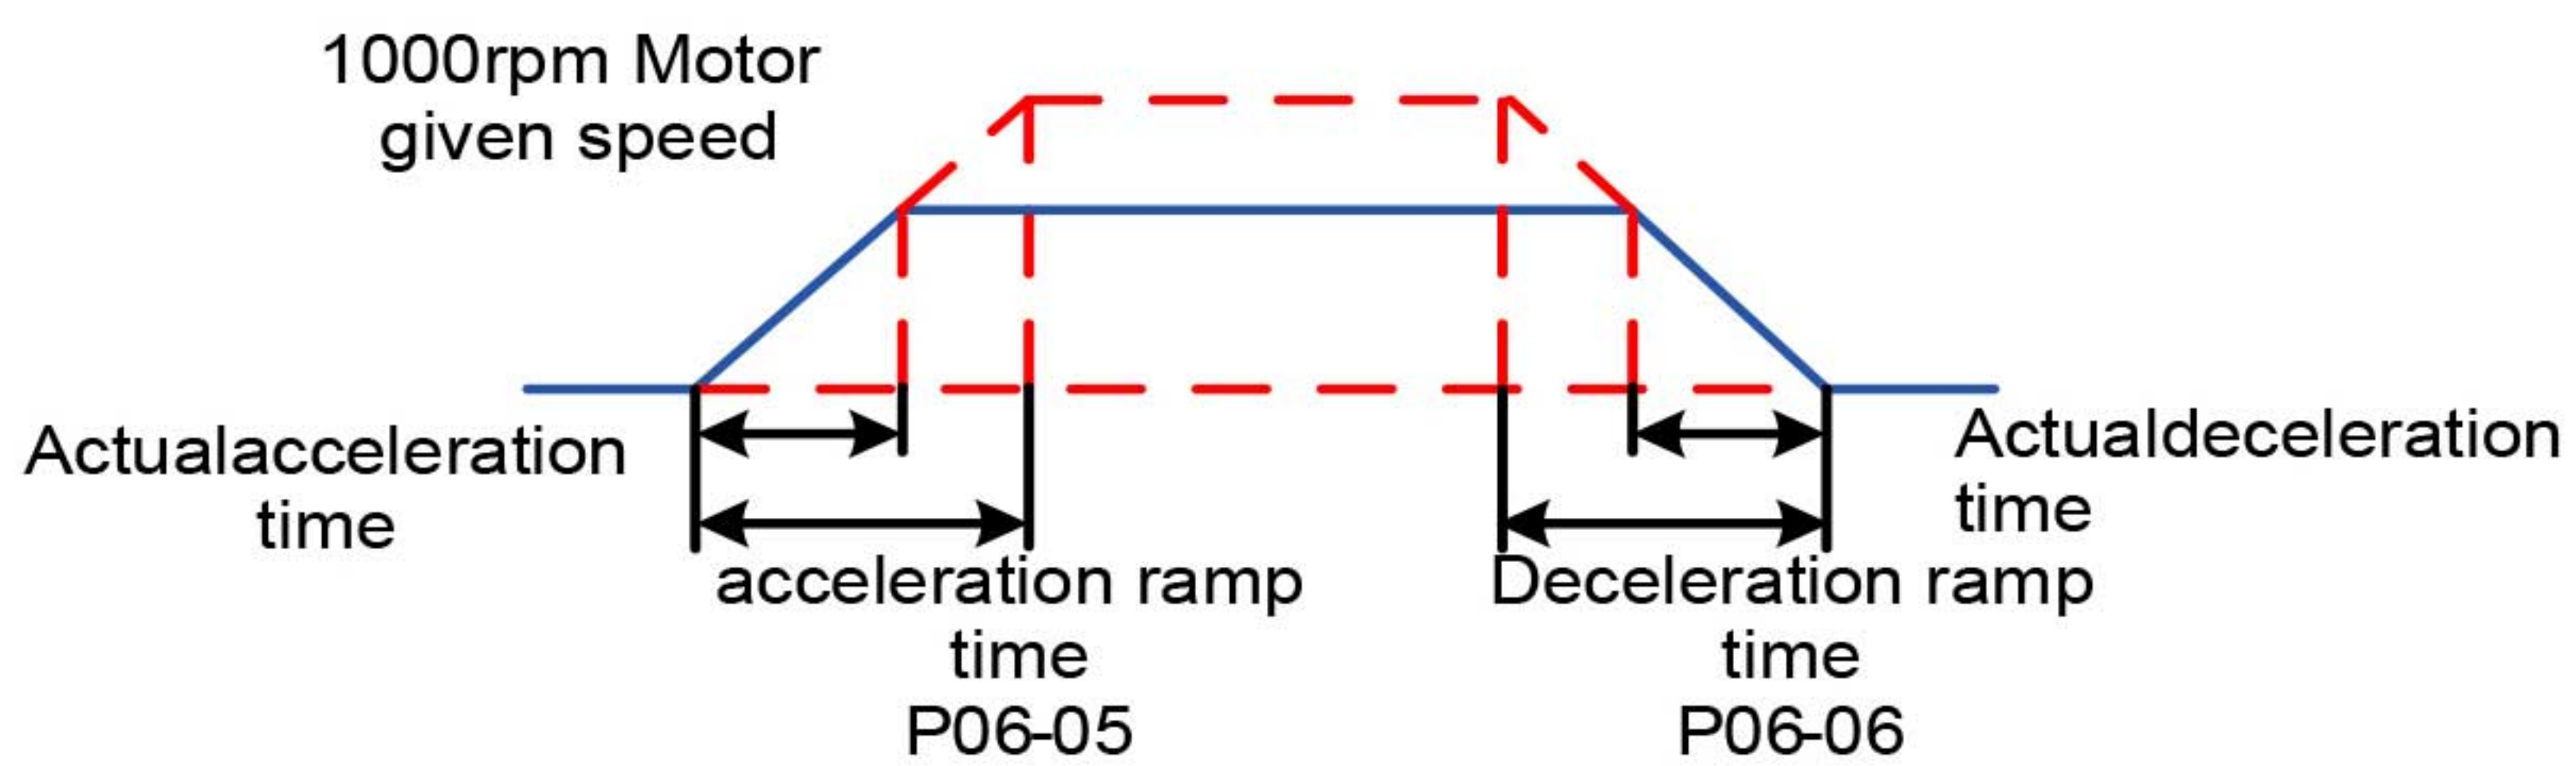 1000rpm Motor
given speed
Actualacceleration
time
Actualdeceleration
time
acceleration ramp
time
P06-05
Deceleration ramp
time
P06-06